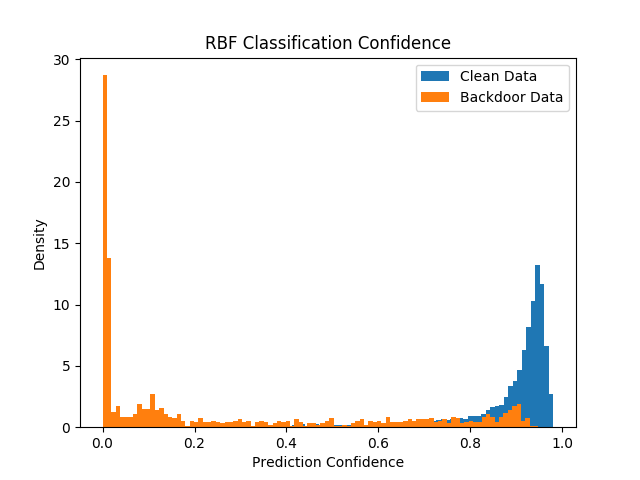 RBF Classification Confidence
Clean Data
Backdoor Data
30
25
20
15
10
5
0
Density
0.0 0.2 0.4 0.6 0.8 1.0
Prediction Confidence